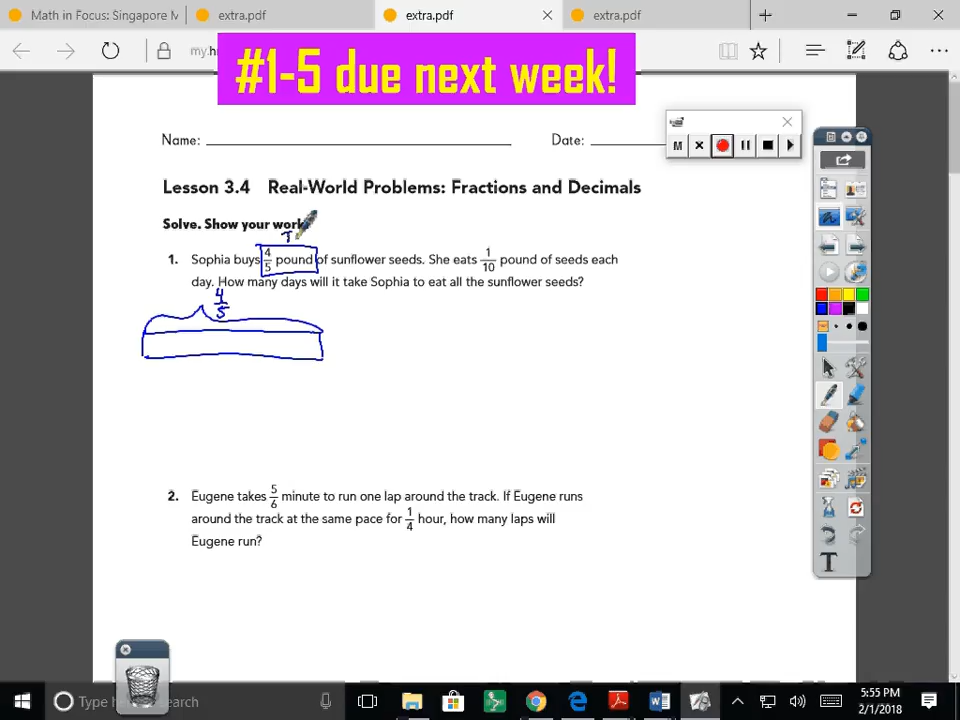 Math in Focus: Singapore M
extra.pdf
extra.pdf
extra.pdf
my.h
#1-5 due next week!
M
Name:
Date:
Lesson 3.4 Real-World Problems: Fractions and Decimals
Solve. Show your work
T
1. Sophia buys 4/5 pound of sunflower seeds. She eats 1/10 pound of seeds each
day. How many days will it take Sophia to eat all the sunflower seeds?
4/5
2. Eugene takes 5/6 minute to run one lap around the track. If Eugene runs
around the track at the same pace for 1/4 hour, how many laps will
Eugene run?
T
Type here to search
5:55 PM
2/1/2018